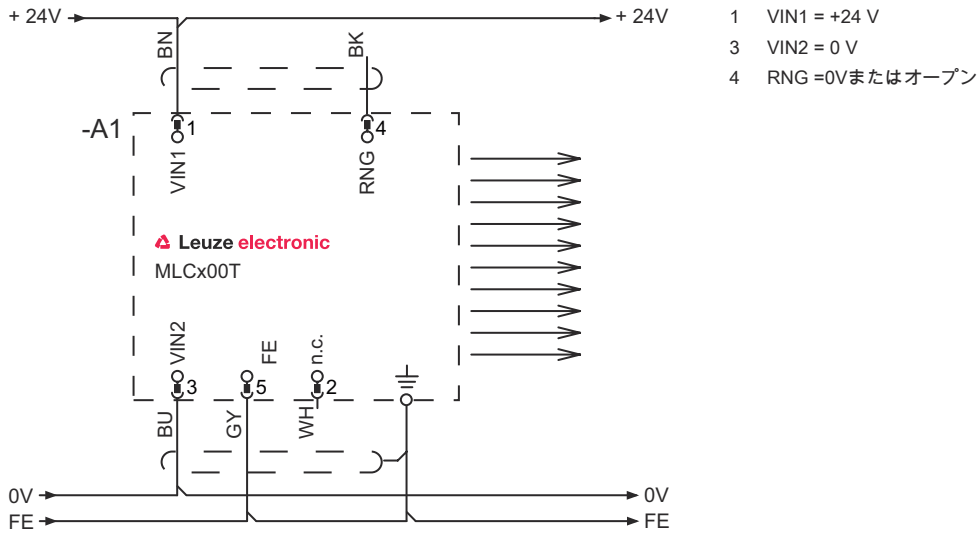 + 24V
+ 24V
1 VIN1 = +24 V
3 VIN2 = 0 V
4 RNG =0Vまたはオープン
BN
BK
-A1
1
4
VIN1
RNG
Leuze electronic
MLCx00T
VIN2
FE
n.c.
3
5
2
BU
GY
WH
0V
0V
FE
FE